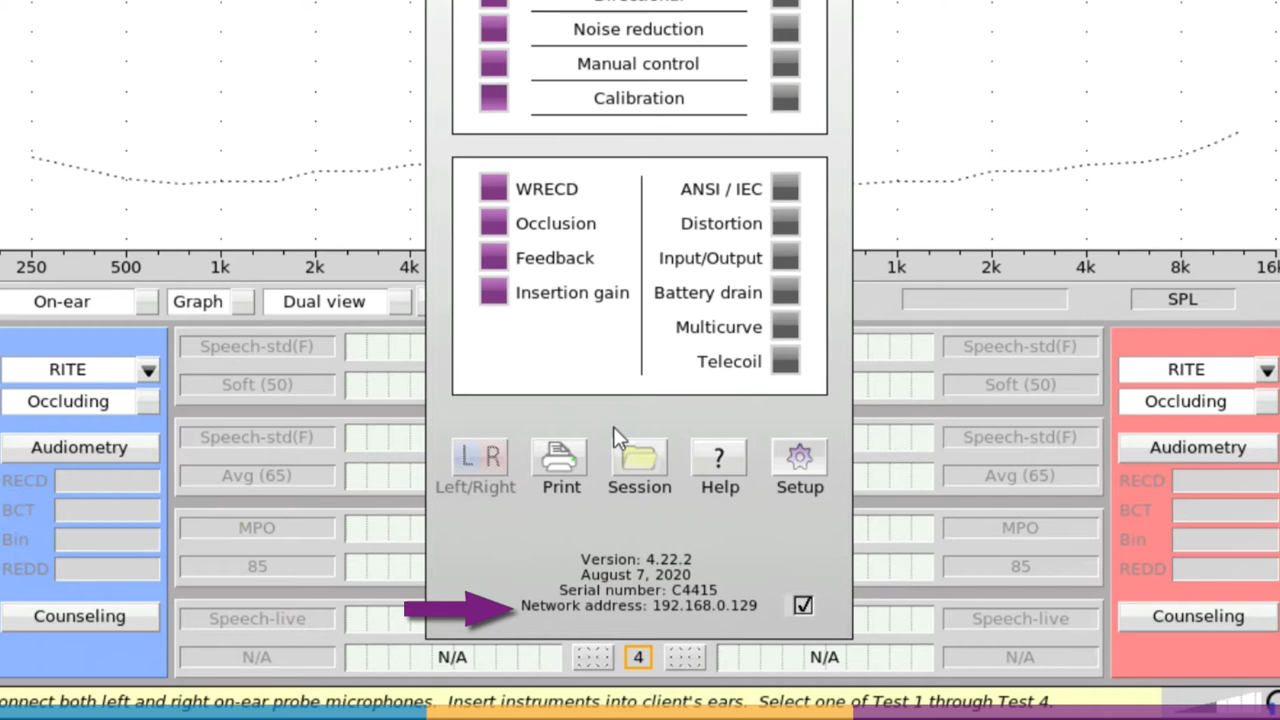 Directional
Noise reduction
Manual control
Calibration
WRECD
Occlusion
Feedback
Insertion gain
ANSI / IEC
Distortion
Input/Output
Battery drain
Multicurve
Telecoil
250 500 1k 2k 4k
1k 2k 4k 8k 16k
On-ear Graph Dual view
SPL
RITE
Occluding
Audiometry
RECD
BCT
Bin
REDD
Counseling
Speech-std(F)
Soft (50)
Speech-std(F)
Avg (65)
MPO
85
Speech-live
N/A
L R
Left/Right
Print
Session
?
Help
Setup
Version: 4.22.2
August 7, 2020
Serial number: C4415
Network address: 192.168.0.129
N/A 4 N/A
Speech-std(F)
Soft (50)
Speech-std(F)
Avg (65)
MPO
85
Speech-live
N/A
RITE
Occluding
Audiometry
RECD
BCT
Bin
REDD
Counseling
onnect both left and right on-ear probe microphones. Insert instruments into client's ears. Select one of Test 1 through Test 4.